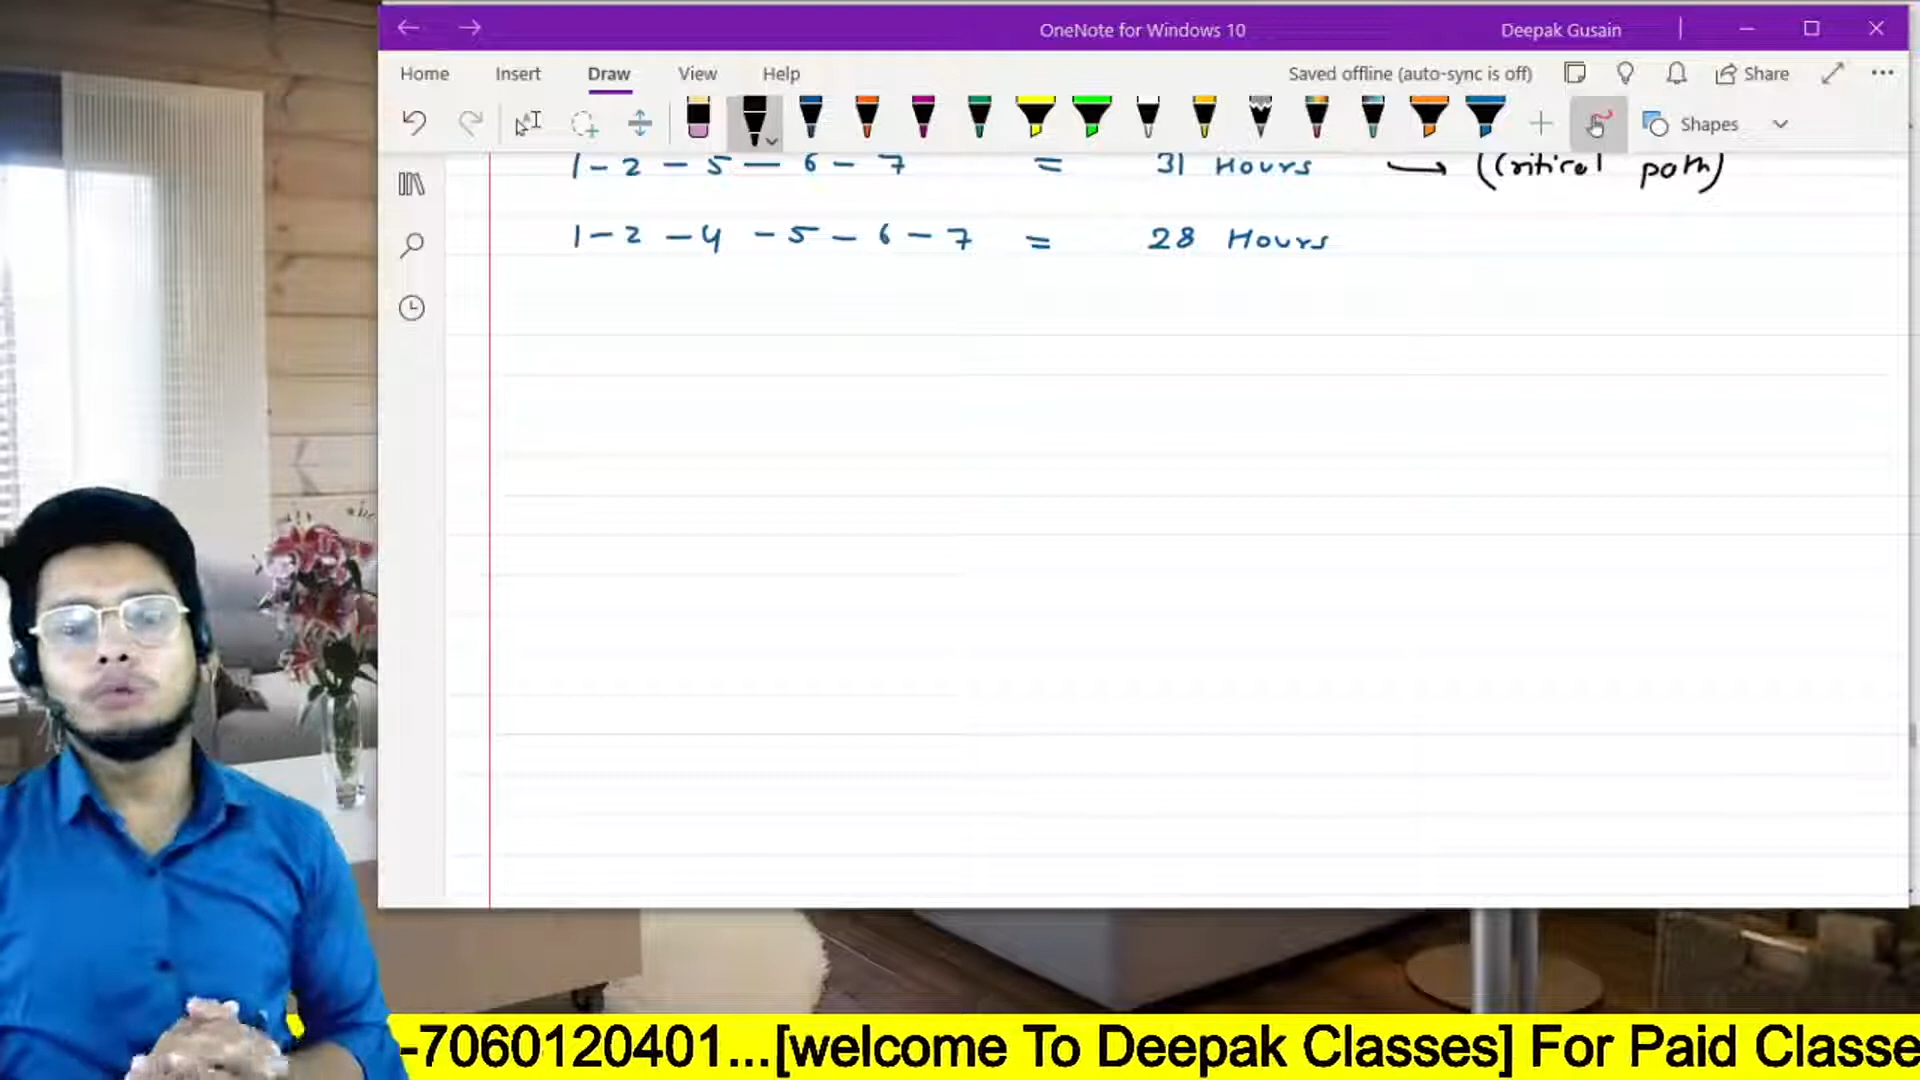 OneNote for Windows 10 Deepak Gusain
Home Insert Draw View Help Saved offline (auto-sync is off) Share
Shapes
1 - 2 - 5 - 6 - 7 = 31 Hours → (Critical path)
1 - 2 - 4 - 5 - 6 - 7 = 28 Hours
-7060120401...[welcome To Deepak Classes] For Paid Classe